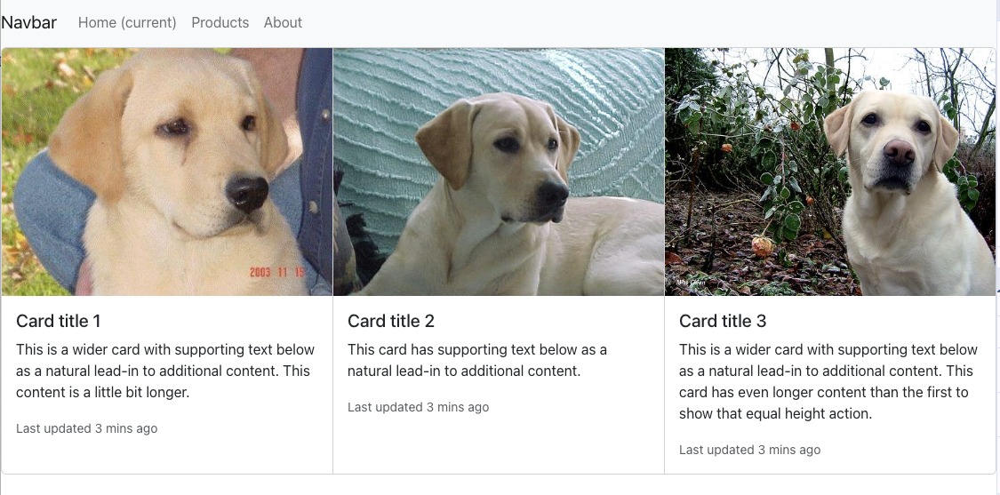 Navbar Home (current) Products About
2003 11 15
Card title 1
This is a wider card with supporting text below
as a natural lead-in to additional content. This
content is a little bit longer.
Last updated 3 mins ago
Card title 2
This card has supporting text below as a
natural lead-in to additional content.
Last updated 3 mins ago
Card title 3
This is a wider card with supporting text below
as a natural lead-in to additional content. This
card has even longer content than the first to
show that equal height action.
Last updated 3 mins ago